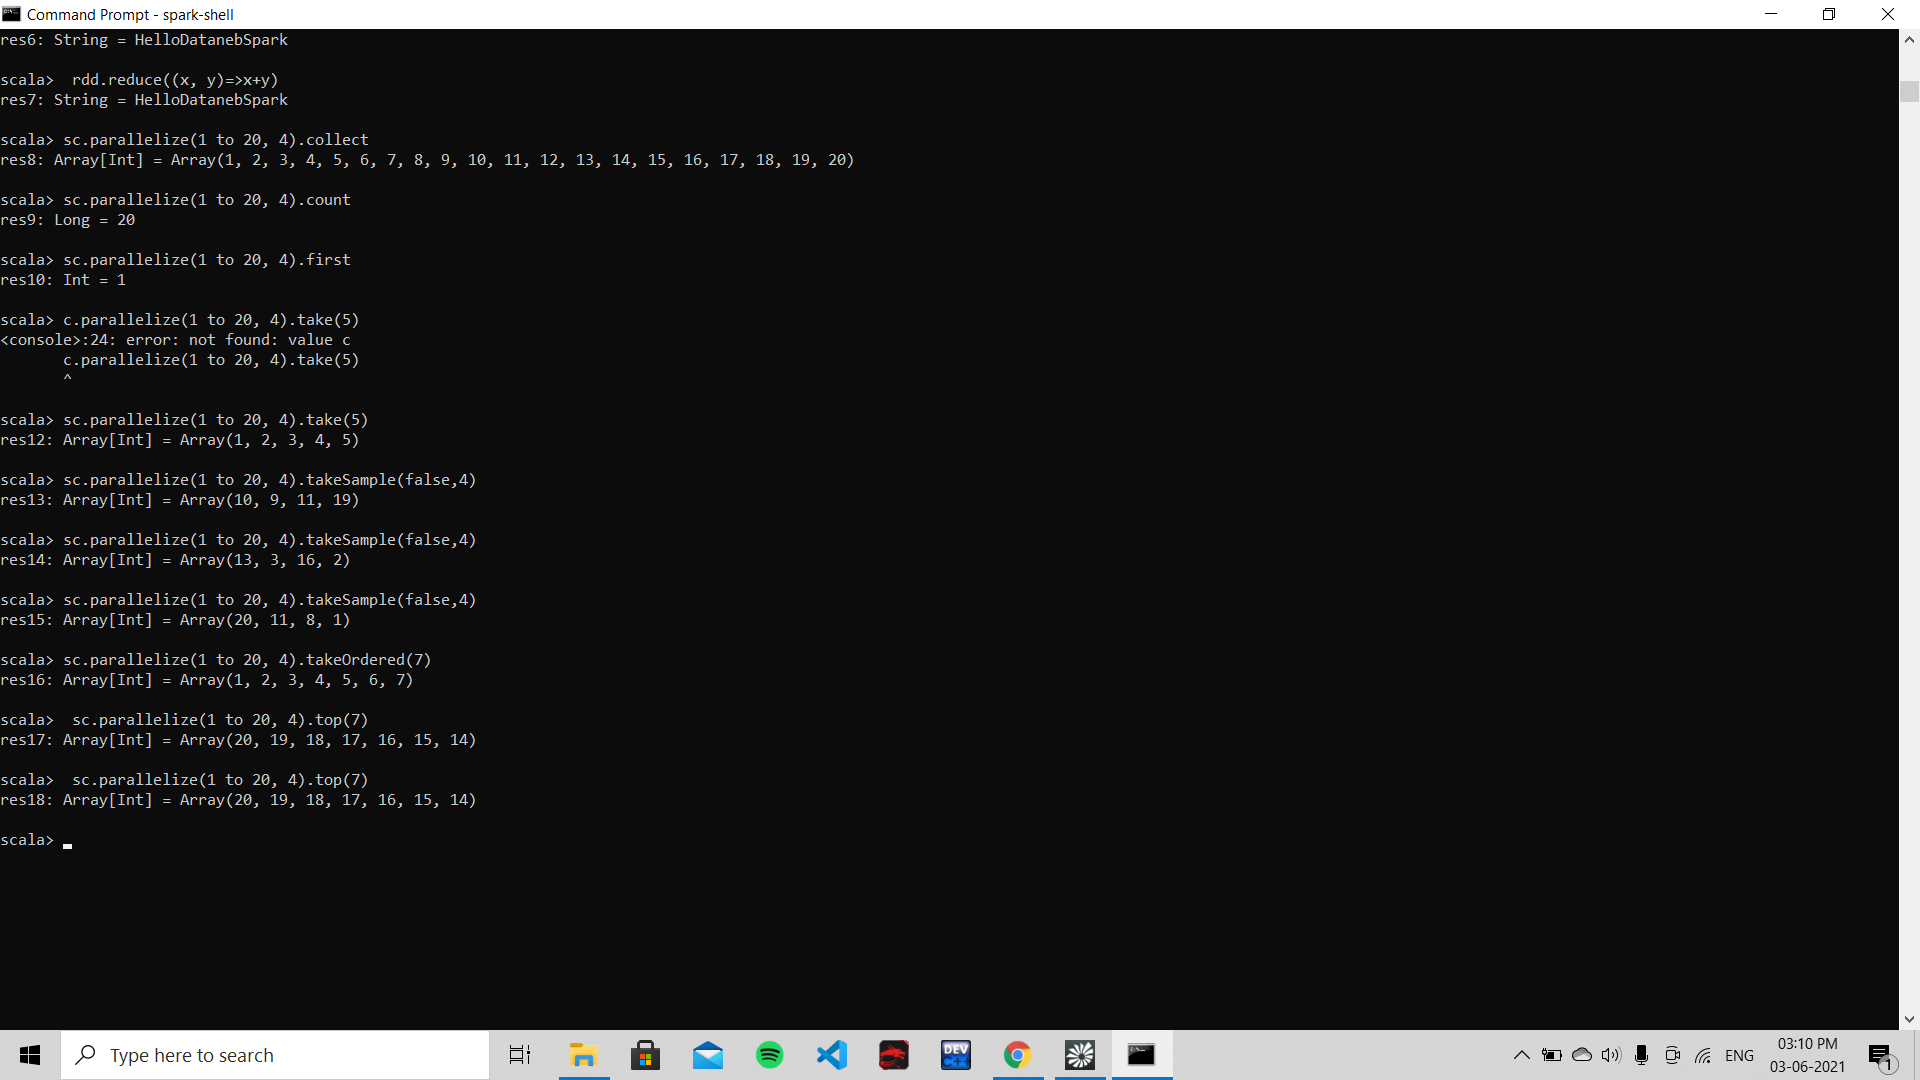 Command Prompt - spark-shell
res6: String = HelloDatanebSpark
scala>  rdd.reduce((x, y)=>x+y)
res7: String = HelloDatanebSpark
scala> sc.parallelize(1 to 20, 4).collect
res8: Array[Int] = Array(1, 2, 3, 4, 5, 6, 7, 8, 9, 10, 11, 12, 13, 14, 15, 16, 17, 18, 19, 20)
scala> sc.parallelize(1 to 20, 4).count
res9: Long = 20
scala> sc.parallelize(1 to 20, 4).first
res10: Int = 1
scala> c.parallelize(1 to 20, 4).take(5)
<console>:24: error: not found: value c
       c.parallelize(1 to 20, 4).take(5)
       ^
scala> sc.parallelize(1 to 20, 4).take(5)
res12: Array[Int] = Array(1, 2, 3, 4, 5)
scala> sc.parallelize(1 to 20, 4).takeSample(false,4)
res13: Array[Int] = Array(10, 9, 11, 19)
scala> sc.parallelize(1 to 20, 4).takeSample(false,4)
res14: Array[Int] = Array(13, 3, 16, 2)
scala> sc.parallelize(1 to 20, 4).takeSample(false,4)
res15: Array[Int] = Array(20, 11, 8, 1)
scala> sc.parallelize(1 to 20, 4).takeOrdered(7)
res16: Array[Int] = Array(1, 2, 3, 4, 5, 6, 7)
scala>  sc.parallelize(1 to 20, 4).top(7)
res17: Array[Int] = Array(20, 19, 18, 17, 16, 15, 14)
scala>  sc.parallelize(1 to 20, 4).top(7)
res18: Array[Int] = Array(20, 19, 18, 17, 16, 15, 14)
scala>
Type here to search
DEV
C++
ENG
03:10 PM
03-06-2021
1